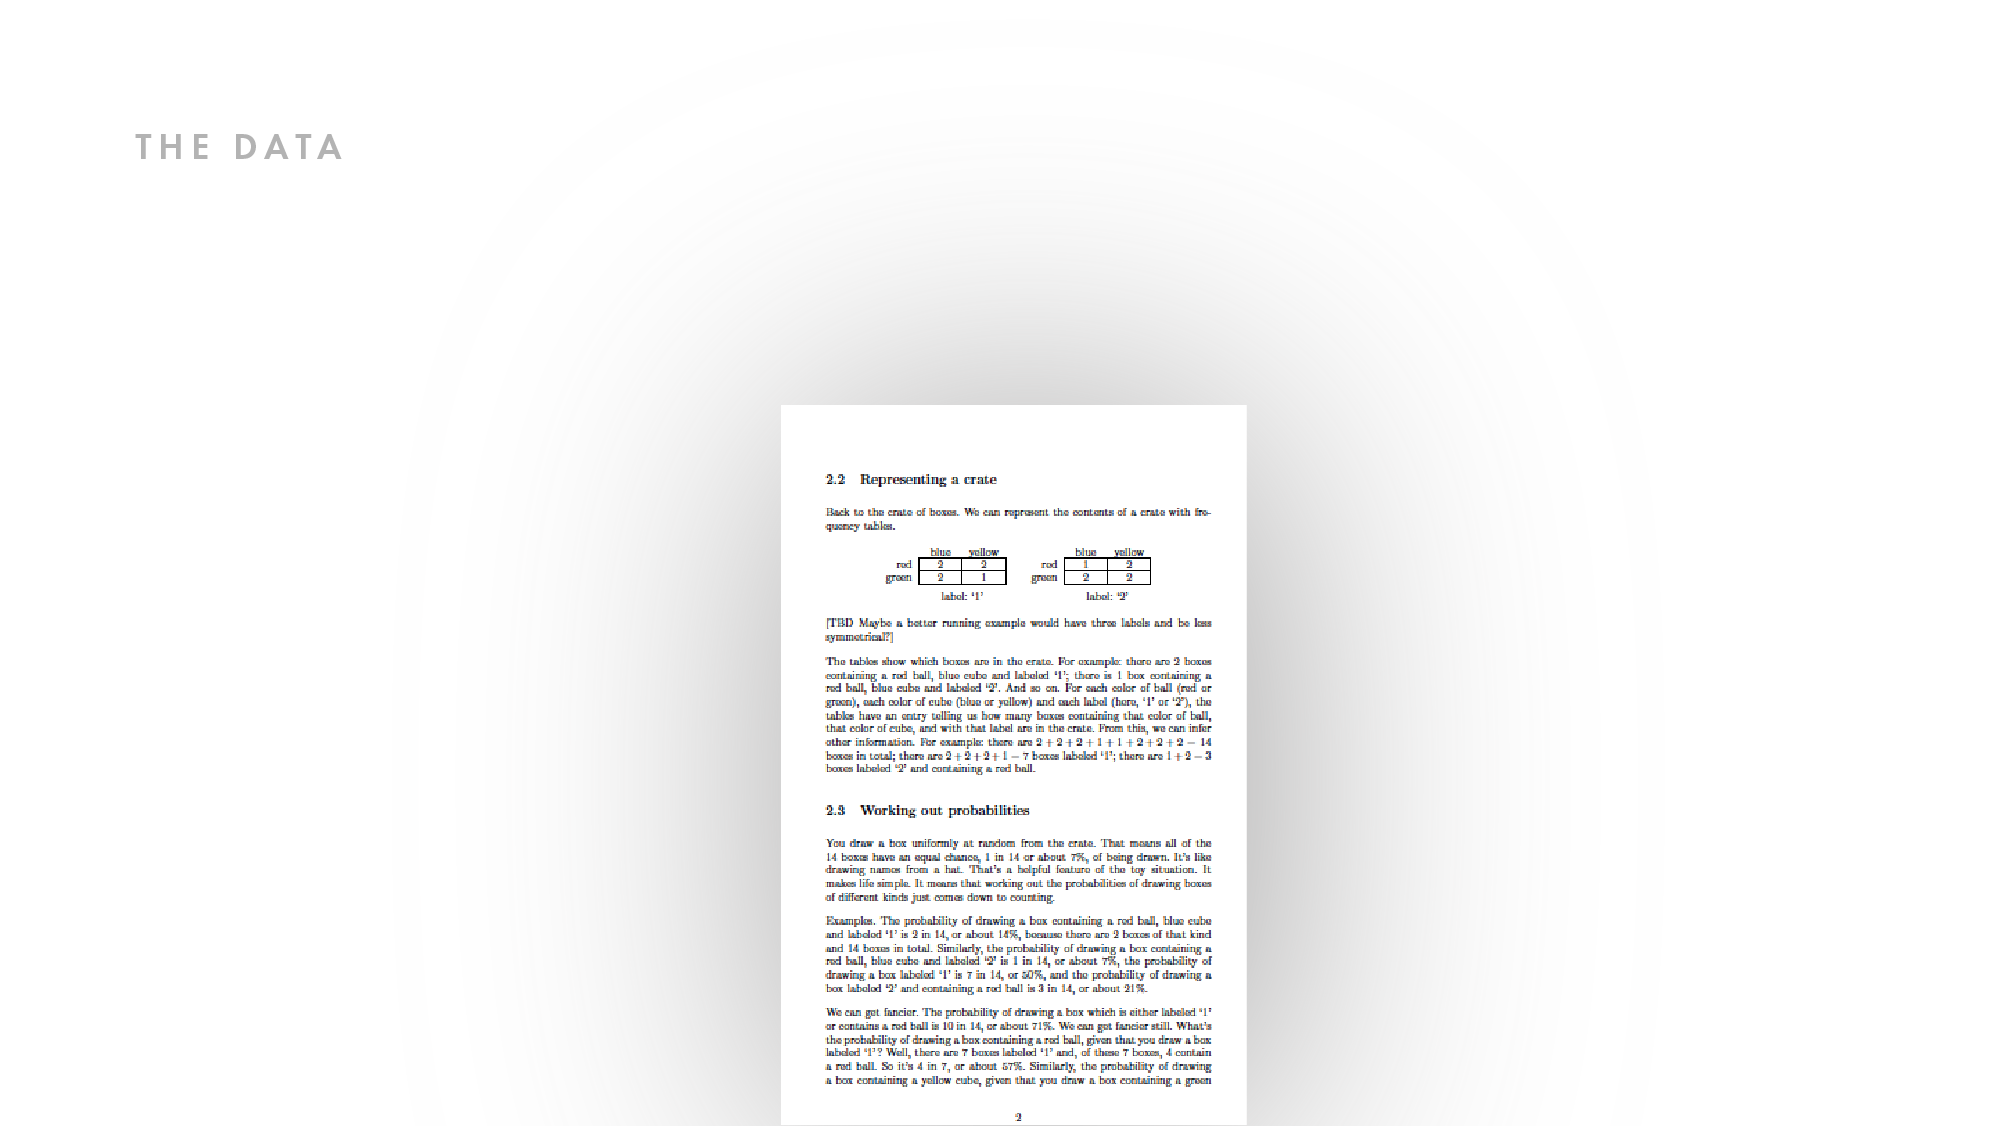 THE DATA
2.2 Representing a crate
Back to the crate of boxes. We can represent the contents of a crate with fre-
quency tables.
blue yellow blue yellow
red 2 2 red 1 2
green 2 1 green 2 2
label: ‘1’ label: ‘2’
[TBD Maybe a better running example would have three labels and be less
symmetrical?]
The tables show which boxes are in the crate. For example: there are 2 boxes
containing a red ball, blue cube and labeled ‘1’; there is 1 box containing a
red ball, blue cube and labeled ‘2’. And so on. For each color of ball (red or
green), each color of cube (blue or yellow) and each label (here, ‘1’ or ‘2’), the
tables have an entry telling us how many boxes containing that color of ball,
that color of cube, and with that label are in the crate. From this, we can infer
other information. For example: there are 2 + 2 + 2 + 1 + 1 + 2 + 2 + 2 = 14
boxes in total; there are 2 + 2 + 2 + 1 = 7 boxes labeled ‘1’; there are 1 + 2 = 3
boxes labeled ‘2’ and containing a red ball.
2.3 Working out probabilities
You draw a box uniformly at random from the crate. That means all of the
14 boxes have an equal chance, 1 in 14 or about 7%, of being drawn. It’s like
drawing names from a hat. That’s a helpful feature of the toy situation. It
makes life simple. It means that working out the probabilities of drawing boxes
of different kinds just comes down to counting.
Examples. The probability of drawing a box containing a red ball, blue cube
and labeled ‘1’ is 2 in 14, or about 14%, because there are 2 boxes of that kind
and 14 boxes in total. Similarly, the probability of drawing a box containing a
red ball, blue cube and labeled ‘2’ is 1 in 14, or about 7%, the probability of
drawing a box labeled ‘1’ is 7 in 14, or 50%, and the probability of drawing a
box labeled ‘2’ and containing a red ball is 3 in 14, or about 21%.
We can get fancier. The probability of drawing a box which is either labeled ‘1’
or contains a red ball is 10 in 14, or about 71%. We can get fancier still. What’s
the probability of drawing a box containing a red ball, given that you draw a box
labeled ‘1’? Well, there are 7 boxes labeled ‘1’ and, of these 7 boxes, 4 contain
a red ball. So it’s 4 in 7, or about 57%. Similarly, the probability of drawing
a box containing a yellow cube, given that you draw a box containing a green
2